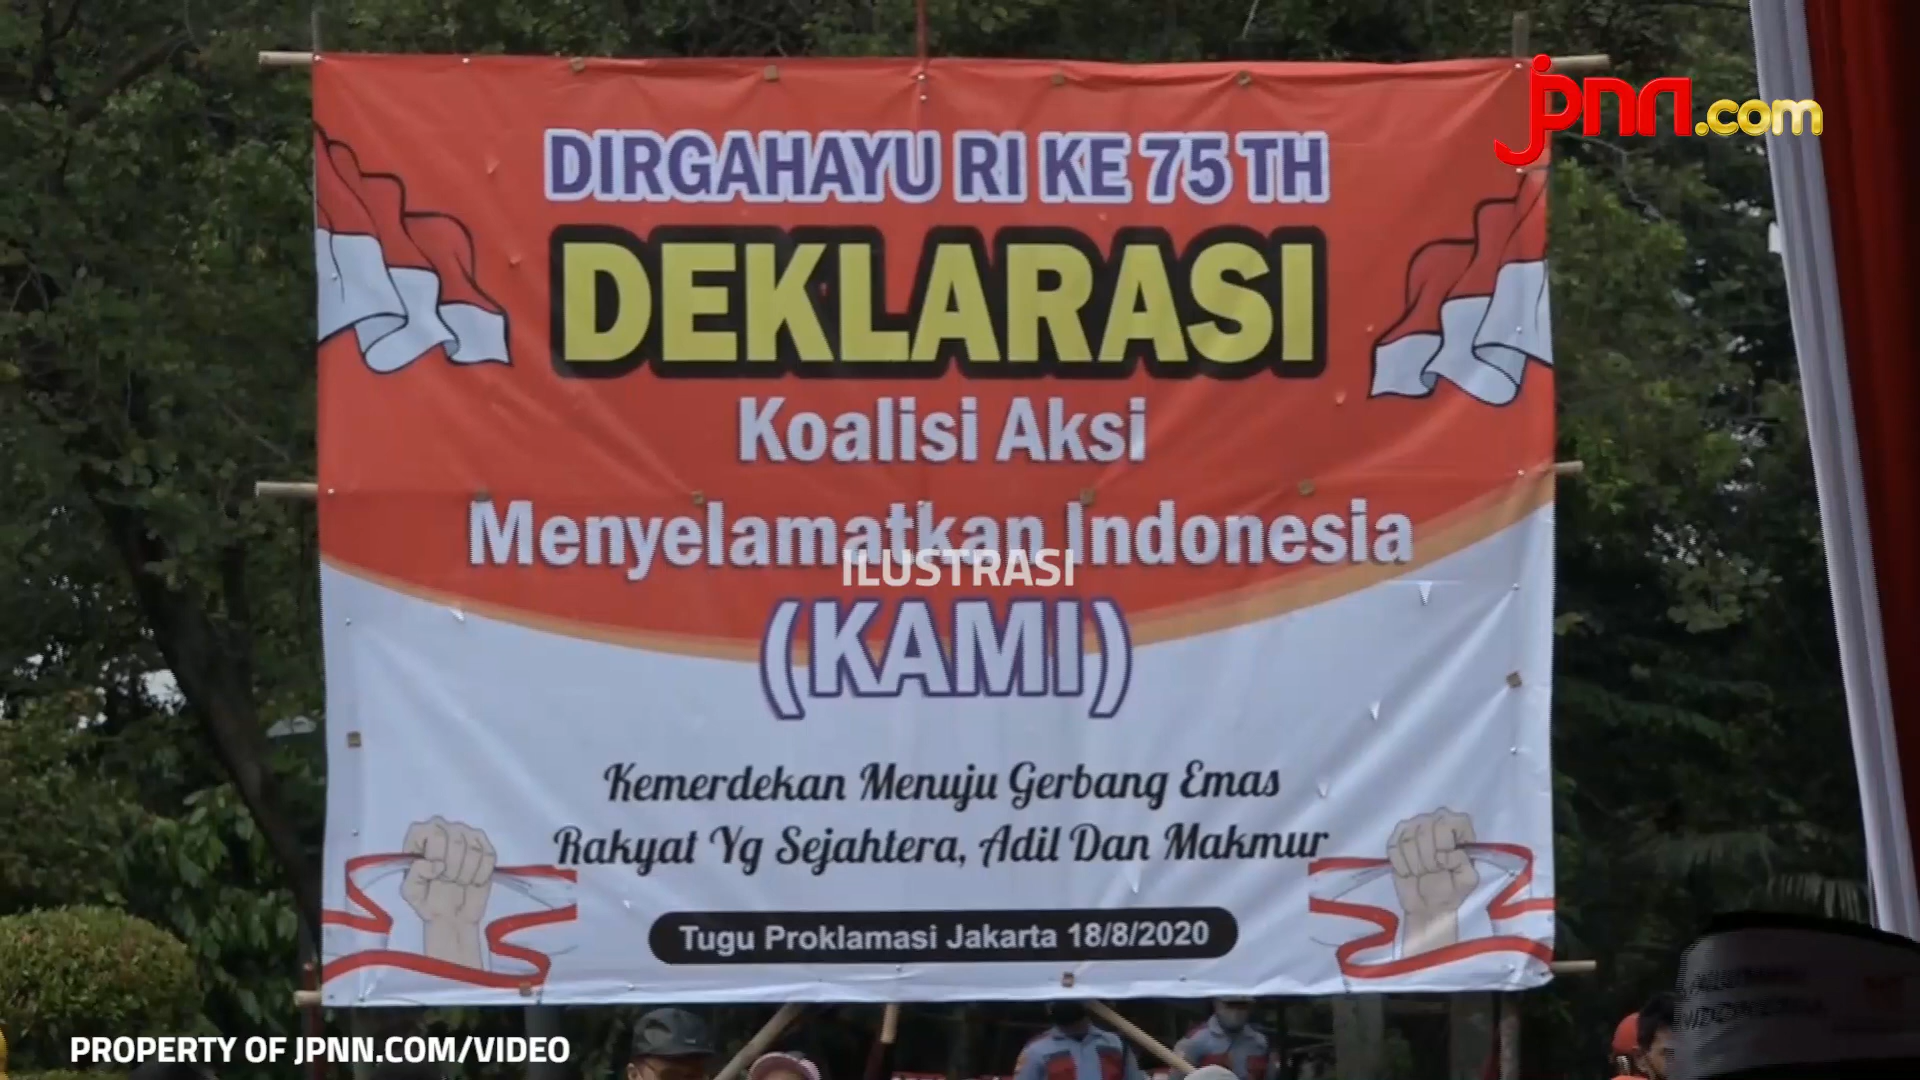 jpnn.com
DIRGAHAYU RI KE 75 TH
DEKLARASI
Koalisi Aksi
Menyelamatkan Indonesia
ILUSTRASI
(KAMI)
Kemerdekan Menuju Gerbang Emas
Rakyat Yg Sejahtera, Adil Dan Makmur
Tugu Proklamasi Jakarta 18/8/2020
PROPERTY OF JPNN.COM/VIDEO